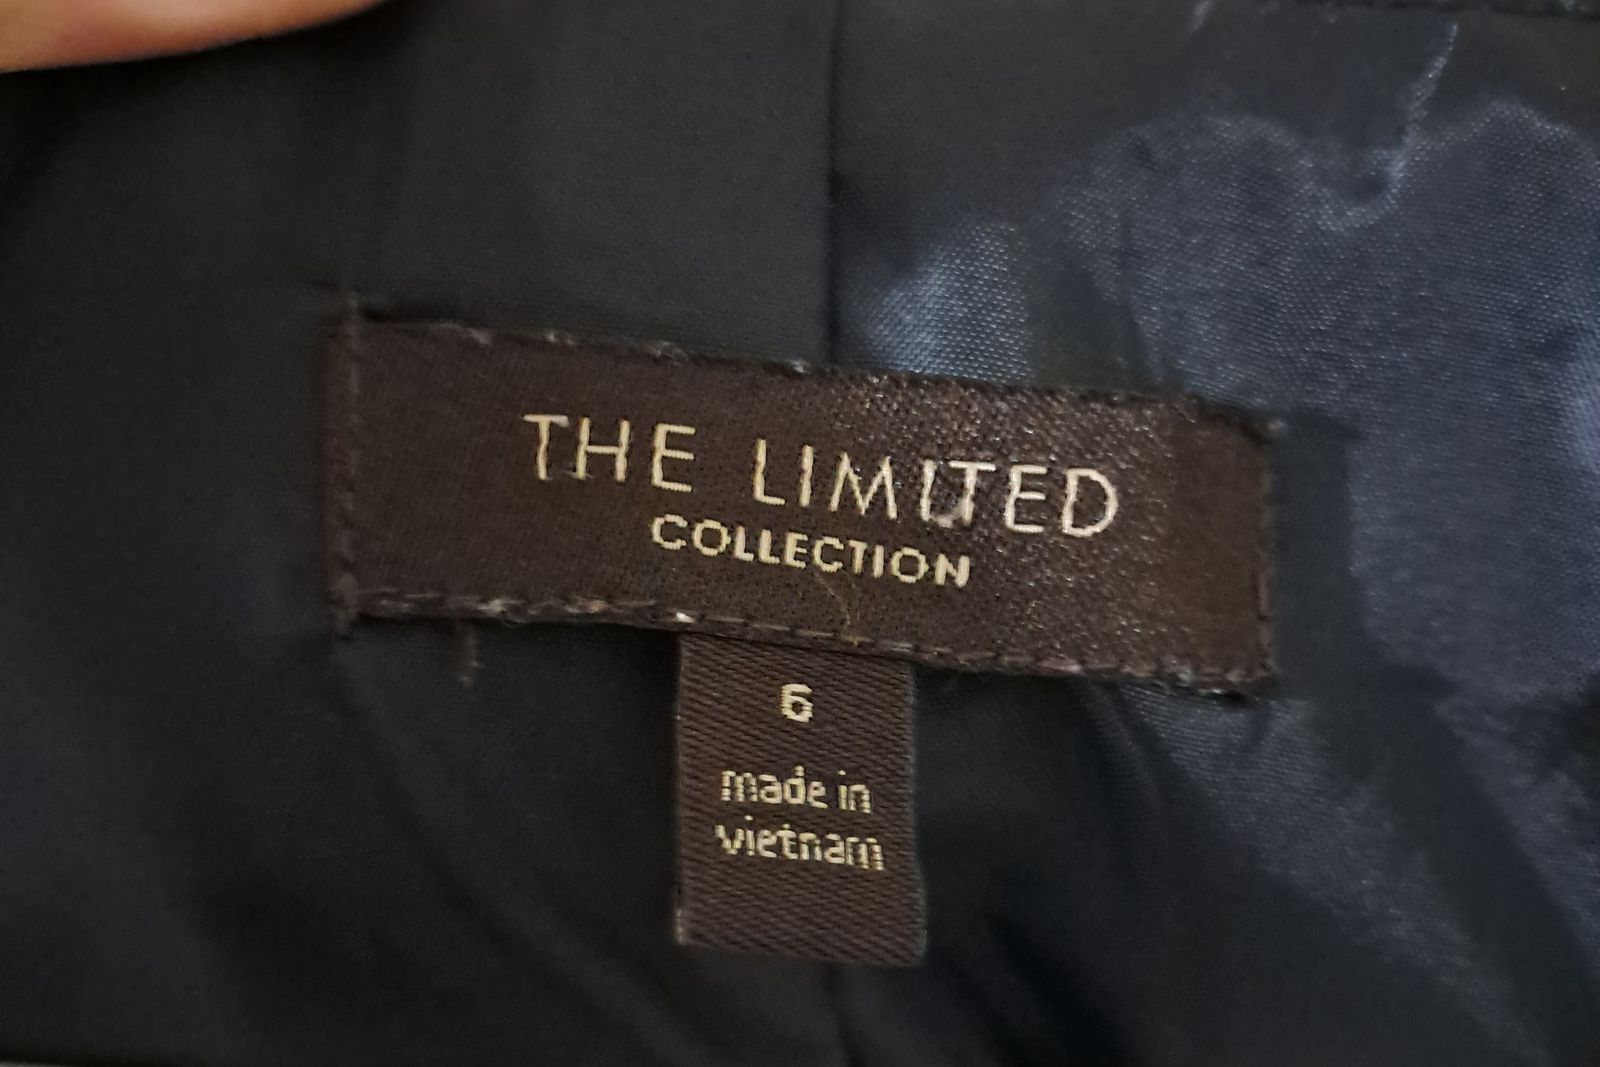 THE LIMITED
COLLECTION
6
made in
vietnam